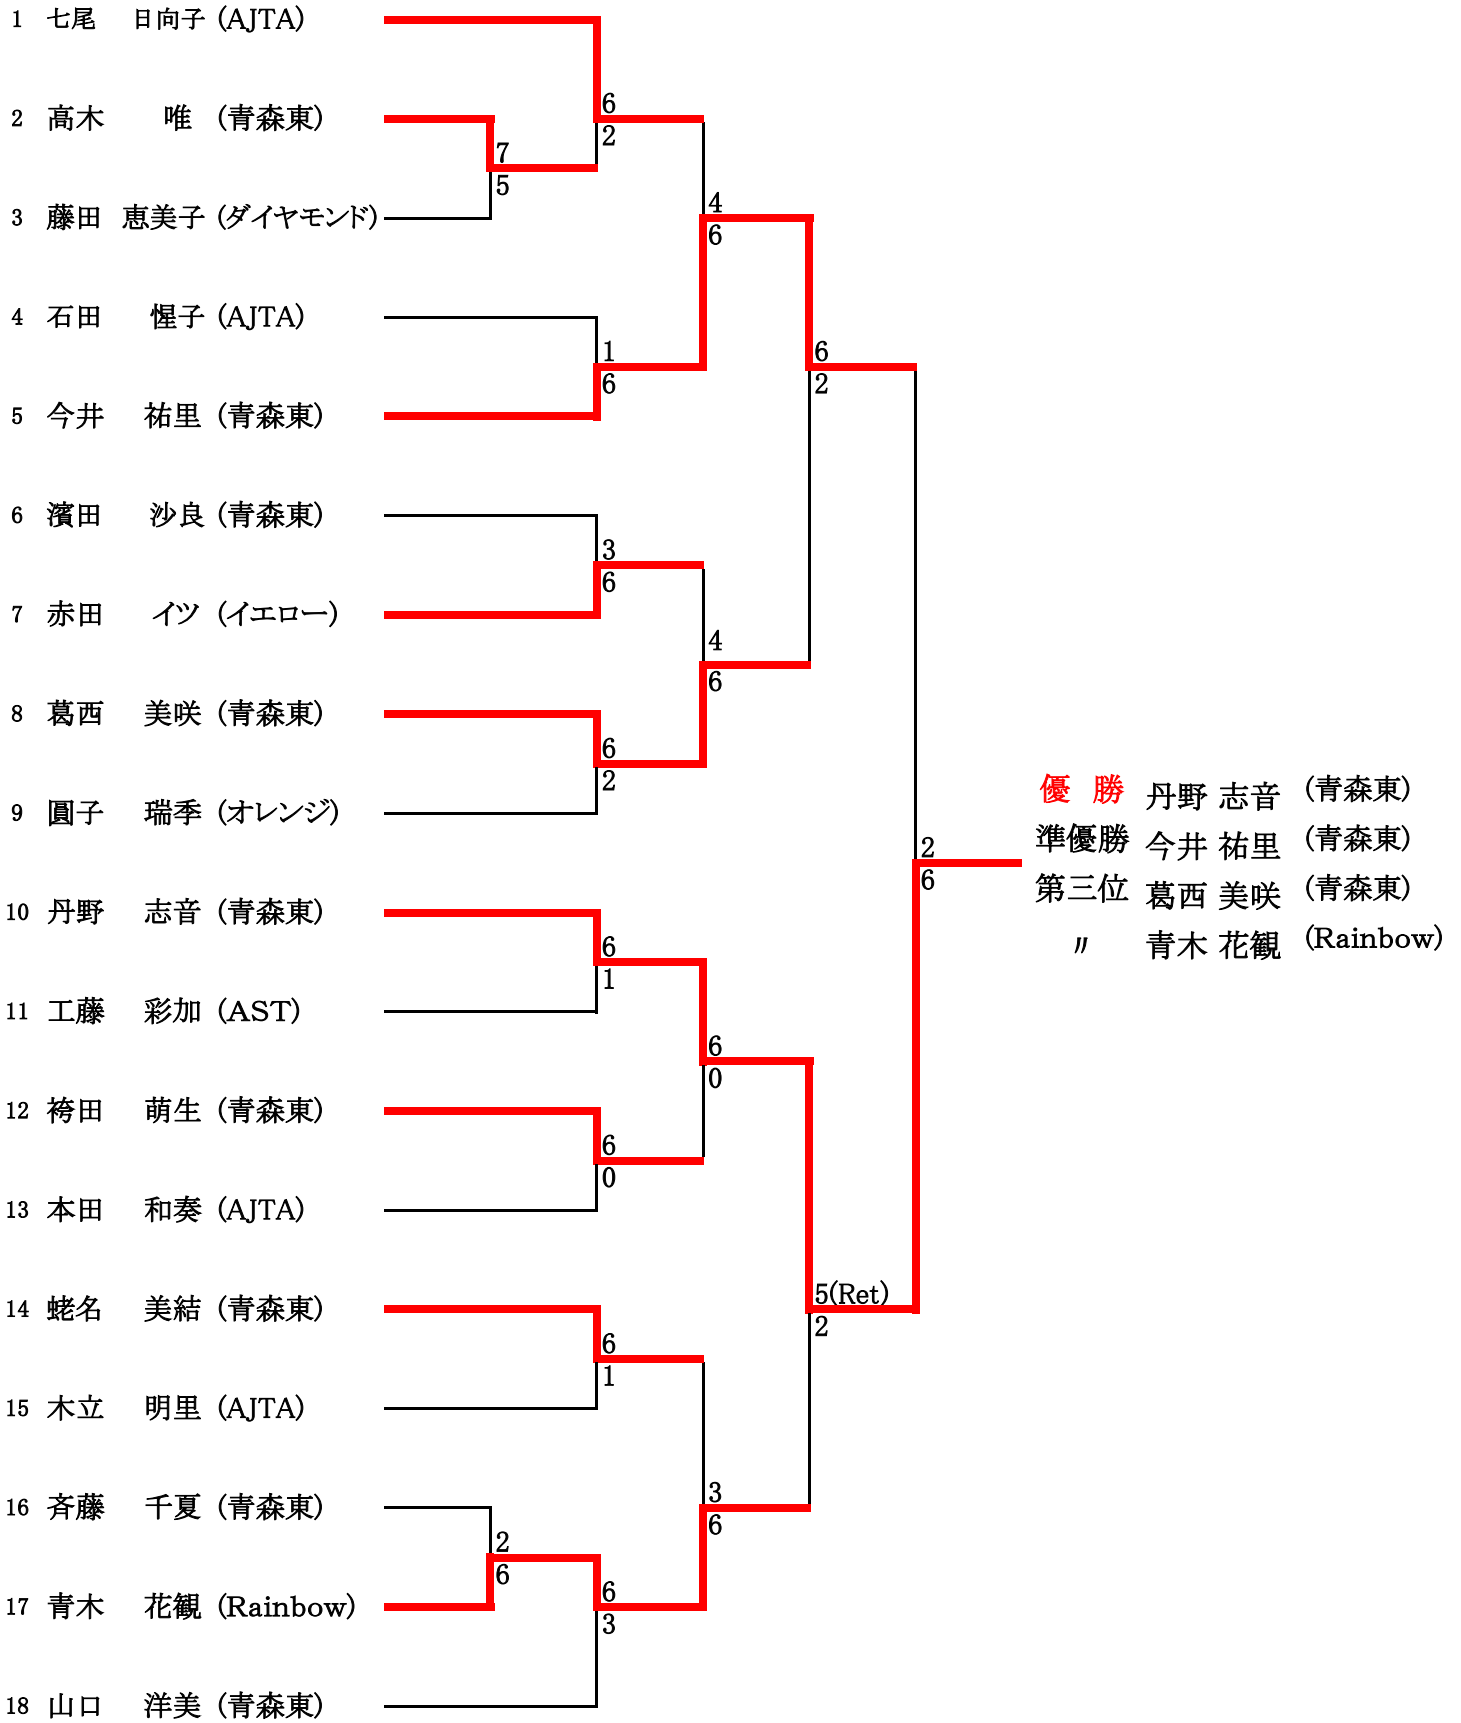 1 七尾 日向子 (AJTA)
6
2 髙木 唯 (青森東)
2
7
5
3 藤田 恵美子 (ダイヤモンド)
4
6
4 石田 惺子 (AJTA)
1
6
6
2
5 今井 祐里 (青森東)
6 濱田 沙良 (青森東)
3
6
7 赤田 イツ (イエロー)
4
6
8 葛西 美咲 (青森東)
6
2
9 圓子 瑞季 (オレンジ)
優 勝 丹野 志音 (青森東)
準優勝 今井 祐里 (青森東)
第三位 葛西 美咲 (青森東)
〃 青木 花観 (Rainbow)
2
6
10 丹野 志音 (青森東)
6
1
11 工藤 彩加 (AST)
6
0
12 袴田 萌生 (青森東)
6
0
13 本田 和奏 (AJTA)
5(Ret)
2
14 蛯名 美結 (青森東)
6
1
15 木立 明里 (AJTA)
3
6
16 斉藤 千夏 (青森東)
2
6
17 青木 花観 (Rainbow)
6
3
18 山口 洋美 (青森東)